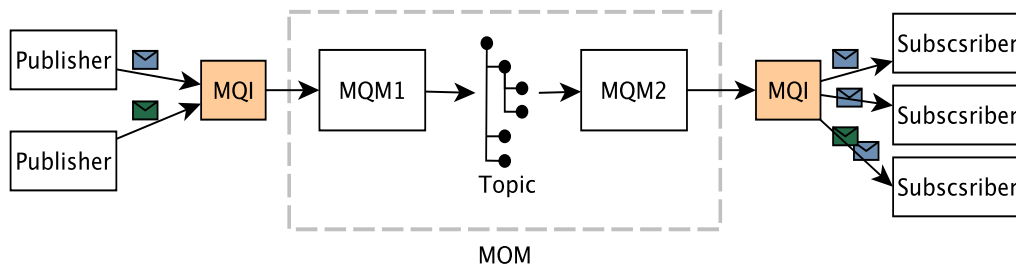 Publisher
Publisher
MQI
MQM1
Topic
MQM2
MOM
MQI
Subscsriber
Subscsriber
Subscsriber